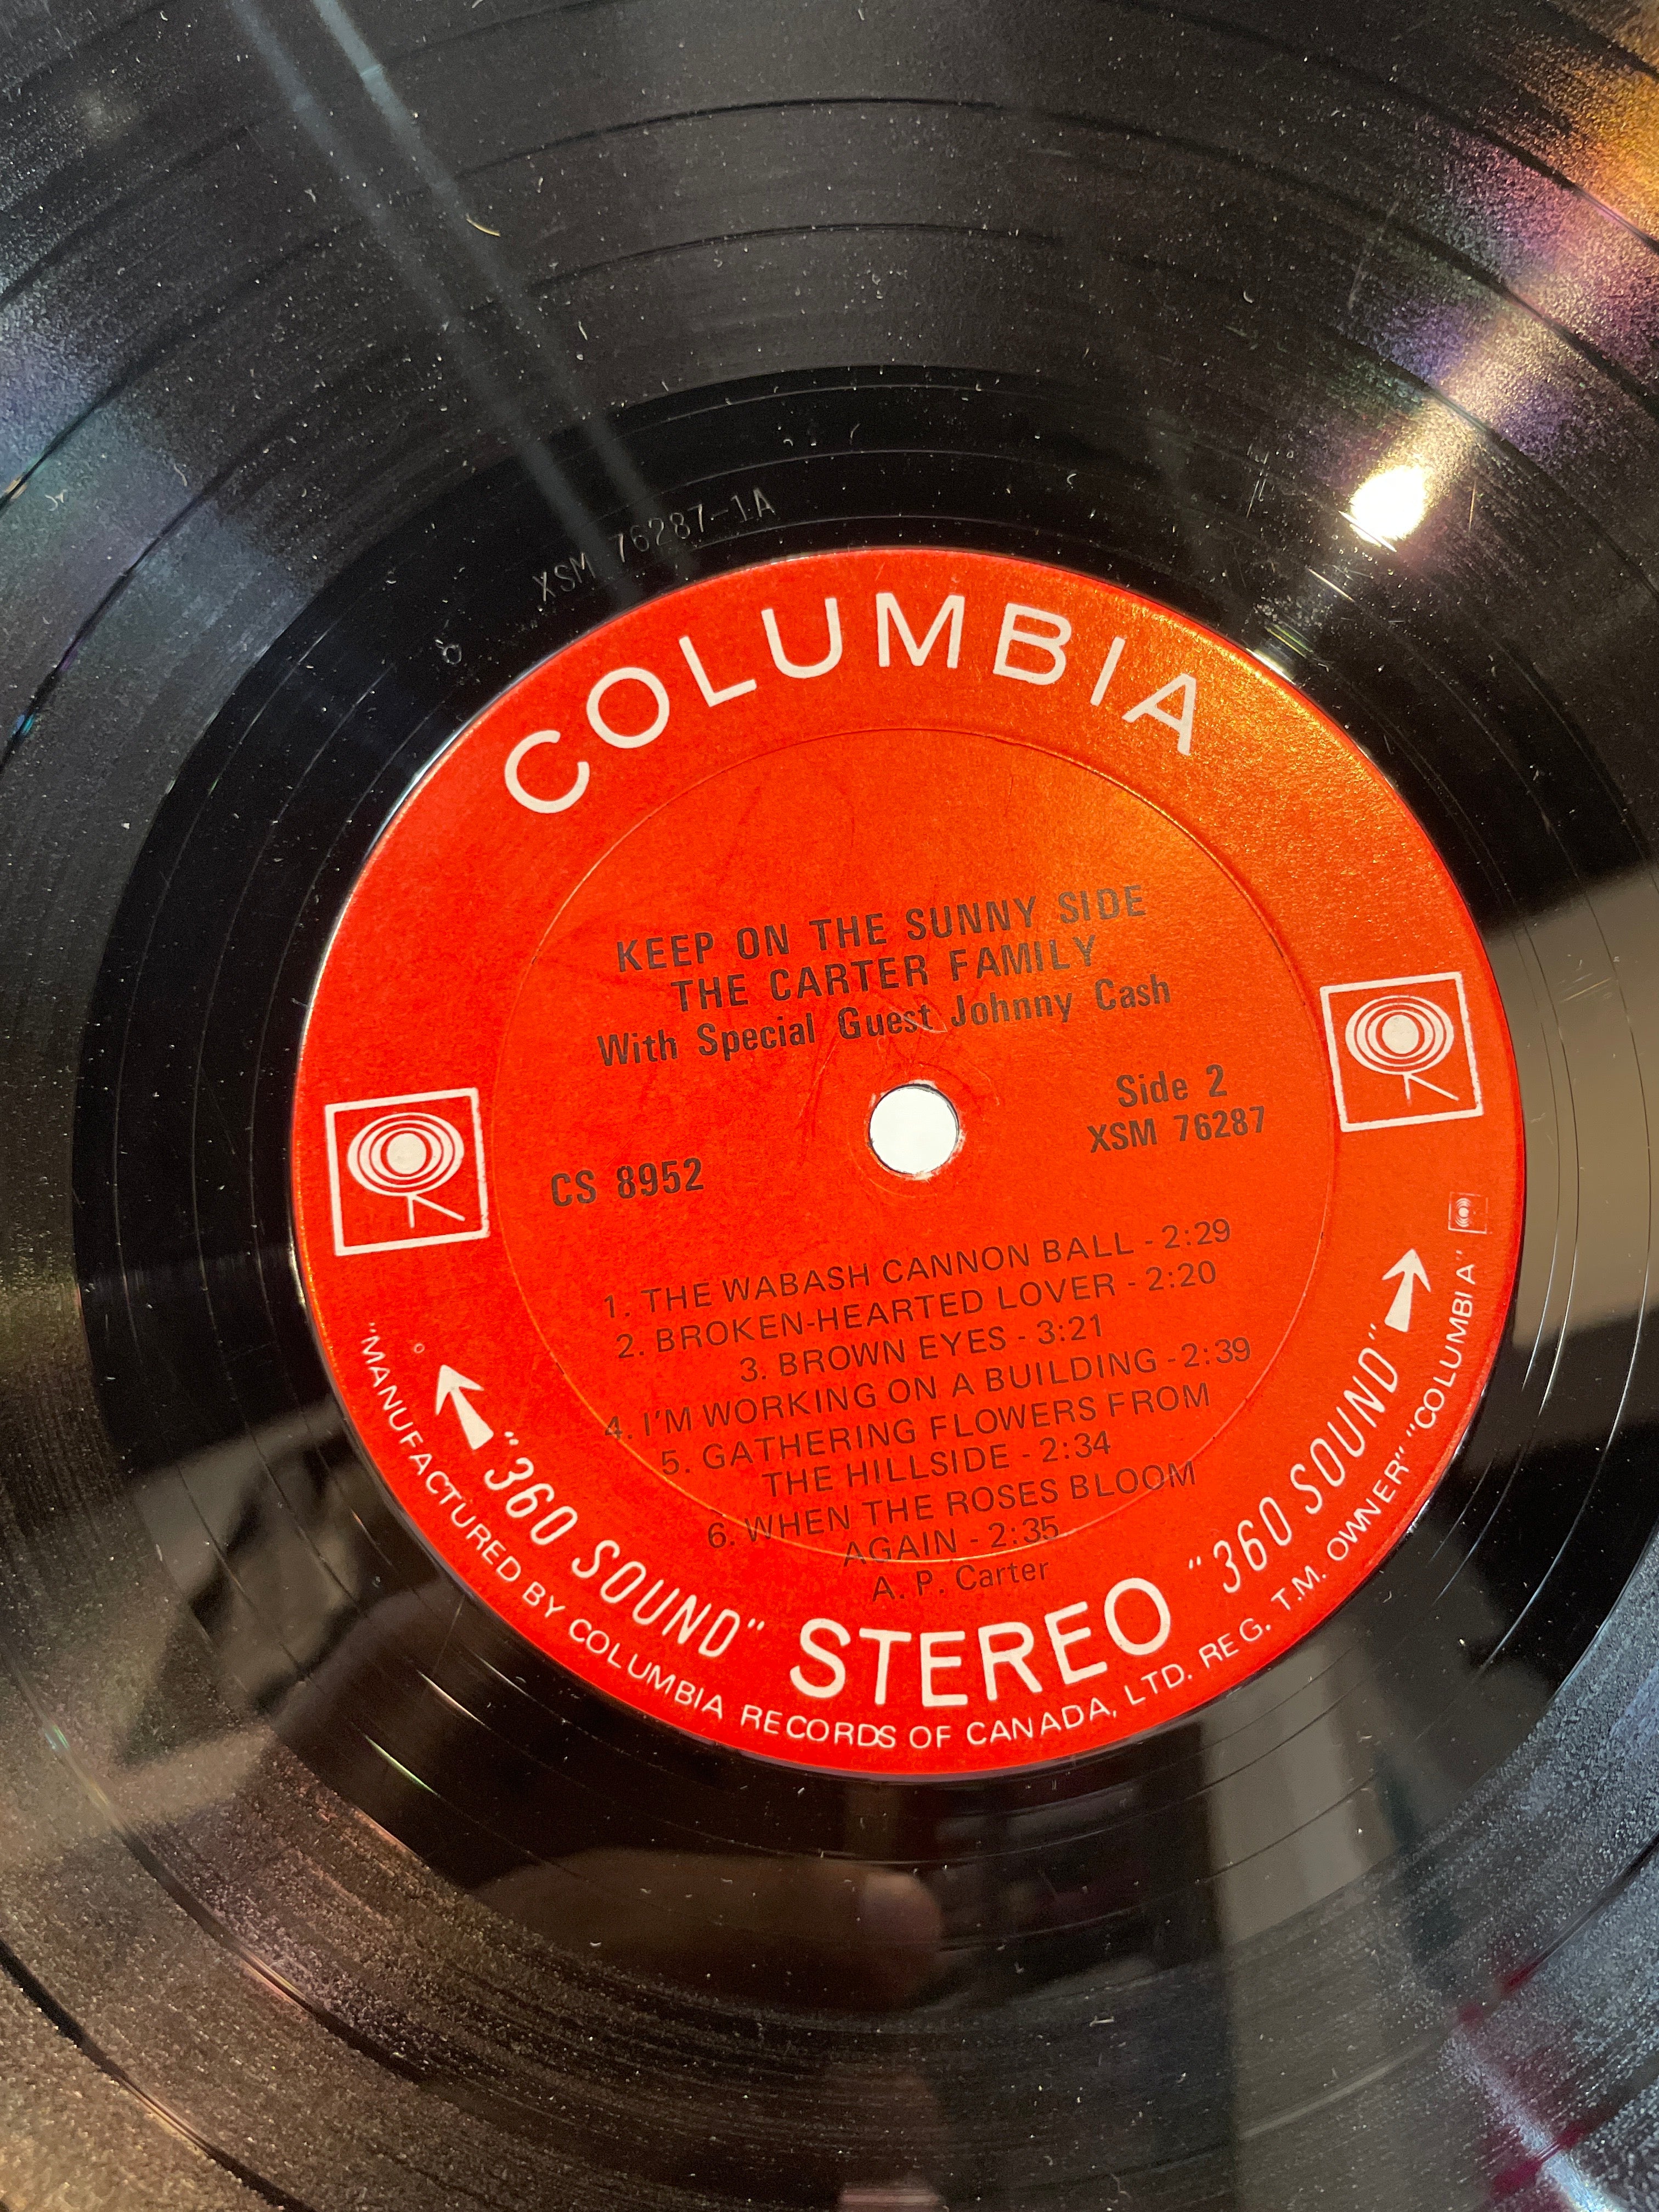 XSM 76287-1A
COLUMBIA
KEEP ON THE SUNNY SIDE
THE CARTER FAMILY
With Special Guest Johnny Cash
Side 2
XSM 76287
CS 8952
1. THE WABASH CANNON BALL - 2:29
2. BROKEN-HEARTED LOVER - 2:20
3. BROWN EYES - 3:21
4. I'M WORKING ON A BUILDING - 2:39
5. GATHERING FLOWERS FROM
THE HILLSIDE - 2:34
6. WHEN THE ROSES BLOOM
AGAIN - 2:35
A. P. Carter
"360 SOUND" STEREO "360 SOUND"
"MANUFACTURED BY COLUMBIA RECORDS OF CANADA, LTD. REG. T.M. OWNER" "COLUMBIA"